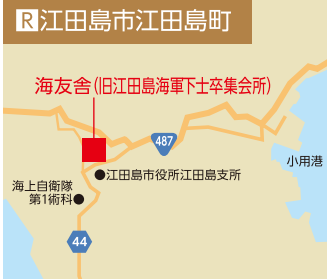 R 江田島市江田島町
海友舎(旧江田島海軍下士卒集会所)
487
小用港
●江田島市役所江田島支所
海上自衛隊
第1術科●
44